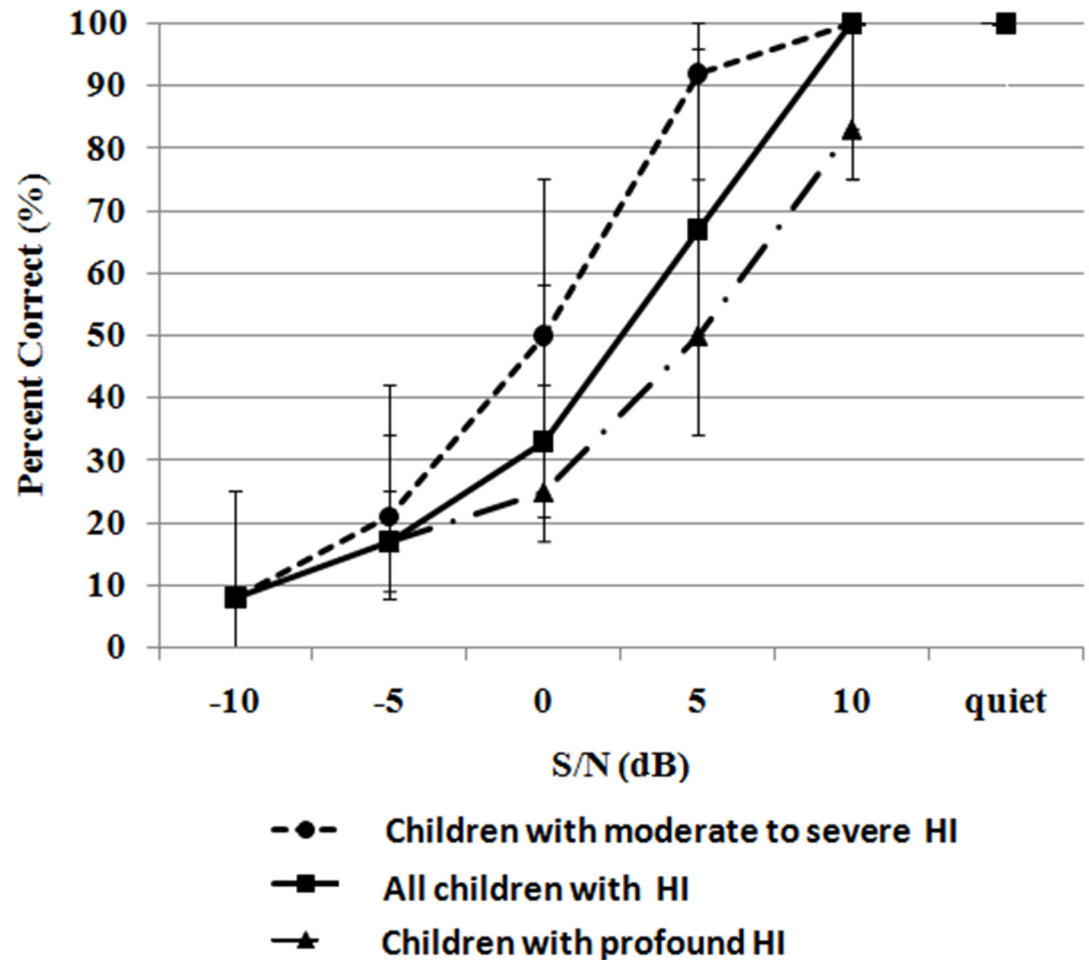 100
90
80
70
60
50
40
30
20
10
0
Percent Correct (%)
-10 -5 0 5 10 quiet
S/N (dB)
Children with moderate to severe HI
All children with HI
Children with profound HI